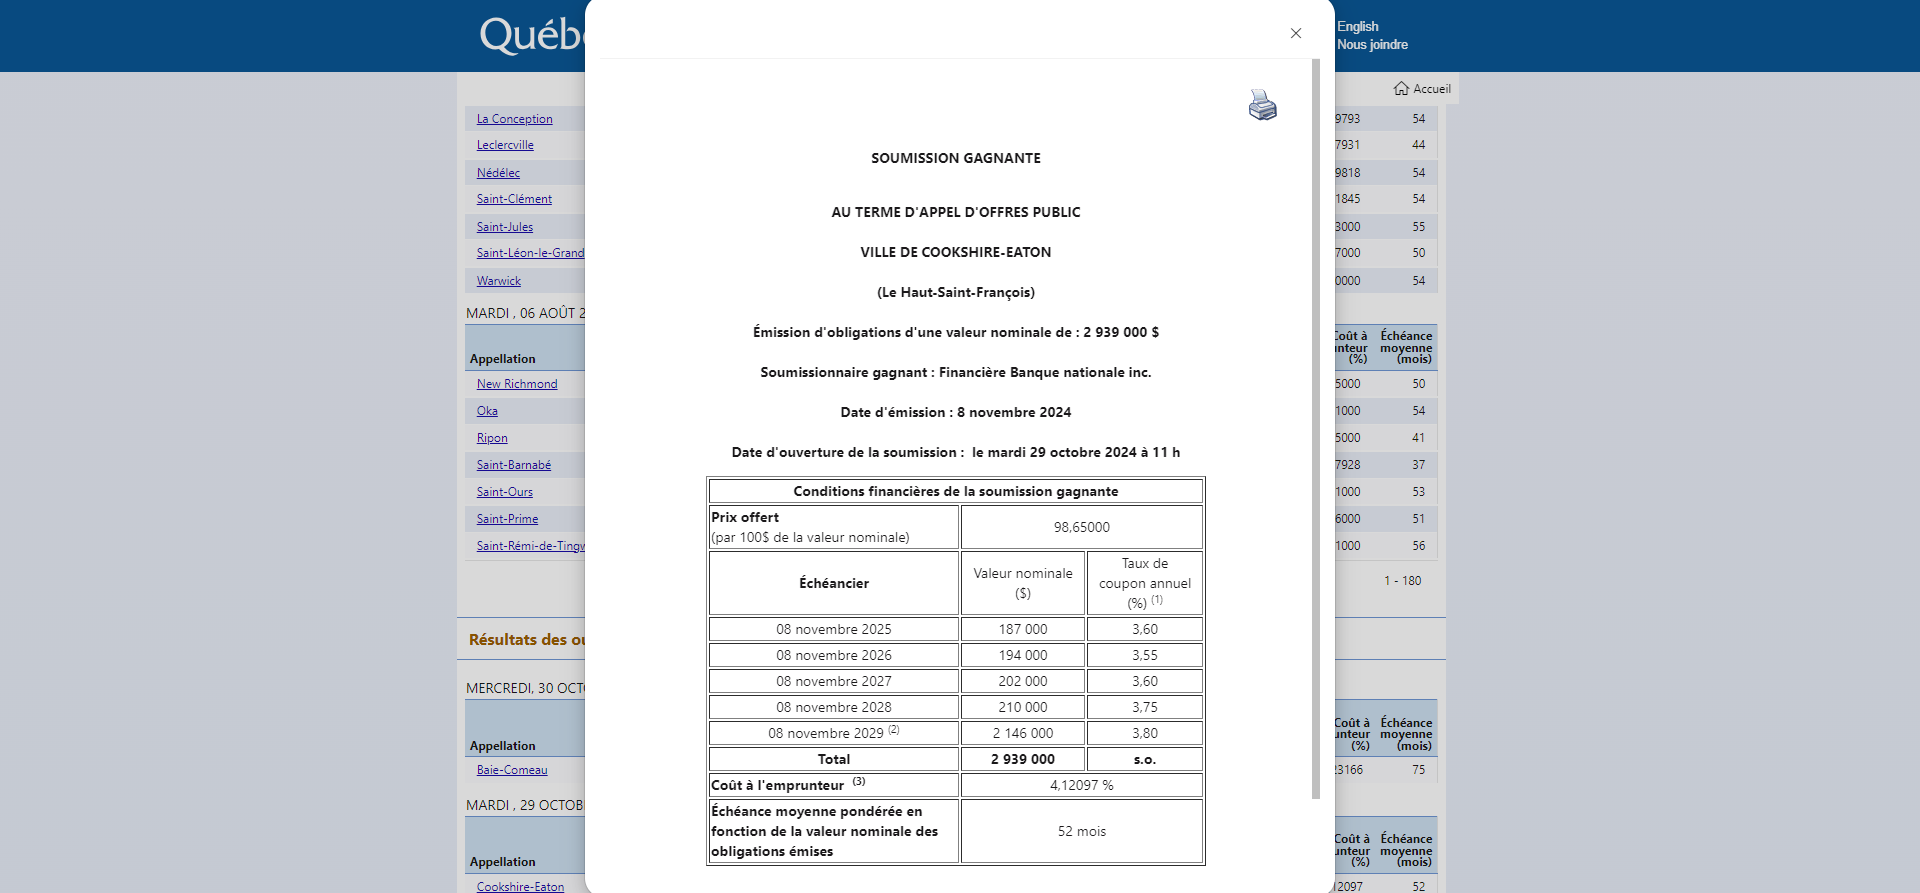 Québ
English
Nous joindre
Accueil
La Conception 9793 54
Leclercville 7931 44
Nédélec 9818 54
Saint-Clément 1845 54
Saint-Jules 3000 55
Saint-Léon-le-Grand 7000 50
Warwick 0000 54
MARDI , 06 AOÛT 2
Appellation
Coût à
unteur
(%)
Échéance
moyenne
(mois)
New Richmond 5000 50
Oka 1000 54
Ripon 5000 41
Saint-Barnabé 7928 37
Saint-Ours 1000 53
Saint-Prime 6000 51
Saint-Rémi-de-Tingw 1000 56
1 - 180
Résultats des ou
MERCREDI, 30 OCT
Appellation
Coût à
unteur
(%)
Échéance
moyenne
(mois)
Baie-Comeau 23166 75
MARDI , 29 OCTOB
Appellation
Coût à
unteur
(%)
Échéance
moyenne
(mois)
Cookshire-Eaton 12097 52
SOUMISSION GAGNANTE
AU TERME D'APPEL D'OFFRES PUBLIC
VILLE DE COOKSHIRE-EATON
(Le Haut-Saint-François)
Émission d'obligations d'une valeur nominale de : 2 939 000 $
Soumissionnaire gagnant : Financière Banque nationale inc.
Date d'émission : 8 novembre 2024
Date d'ouverture de la soumission : le mardi 29 octobre 2024 à 11 h
Conditions financières de la soumission gagnante
Prix offert
(par 100$ de la valeur nominale)
98,65000
Échéancier
Valeur nominale
($)
Taux de
coupon annuel
(%) (1)
08 novembre 2025 187 000 3,60
08 novembre 2026 194 000 3,55
08 novembre 2027 202 000 3,60
08 novembre 2028 210 000 3,75
08 novembre 2029 (2) 2 146 000 3,80
Total 2 939 000 s.o.
Coût à l'emprunteur (3) 4,12097 %
Échéance moyenne pondérée en
fonction de la valeur nominale des
obligations émises
52 mois